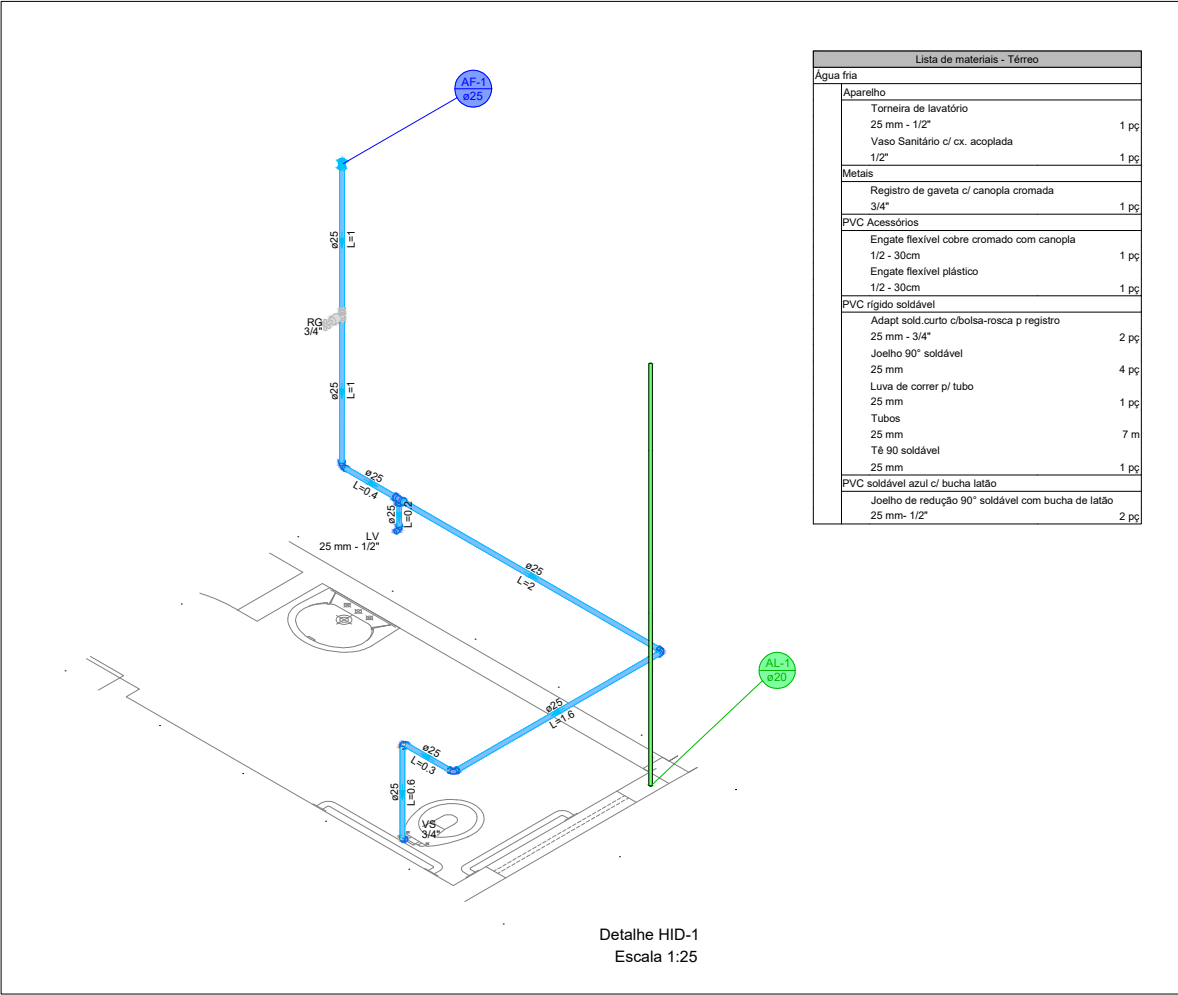 Lista de materiais - Térreo
Água fria
Aparelho
Torneira de lavatório
25 mm - 1/2" 1 pç
Vaso Sanitário c/ cx. acoplada
1/2" 1 pç
Metais
Registro de gaveta c/ canopla cromada
3/4" 1 pç
PVC Acessórios
Engate flexível cobre cromado com canopla
1/2 - 30cm 1 pç
Engate flexível plástico
1/2 - 30cm 1 pç
PVC rígido soldável
Adapt sold.curto c/bolsa-rosca p registro
25 mm - 3/4" 2 pç
Joelho 90° soldável
25 mm 4 pç
Luva de correr p/ tubo
25 mm 1 pç
Tubos
25 mm 7 m
Tê 90 soldável
25 mm 1 pç
PVC soldável azul c/ bucha latão
Joelho de redução 90° soldável com bucha de latão
25 mm- 1/2" 2 pç
AF-1
ø25
ø25
L=1
RG
3/4"
ø25
L=1
ø25
L=0.4
ø25
L=0.2
LV
25 mm - 1/2"
ø25
L=2
AL-1
ø20
ø25
L=1.6
ø25
L=0.3
ø25
L=0.6
VS
3/4"
Detalhe HID-1
Escala 1:25